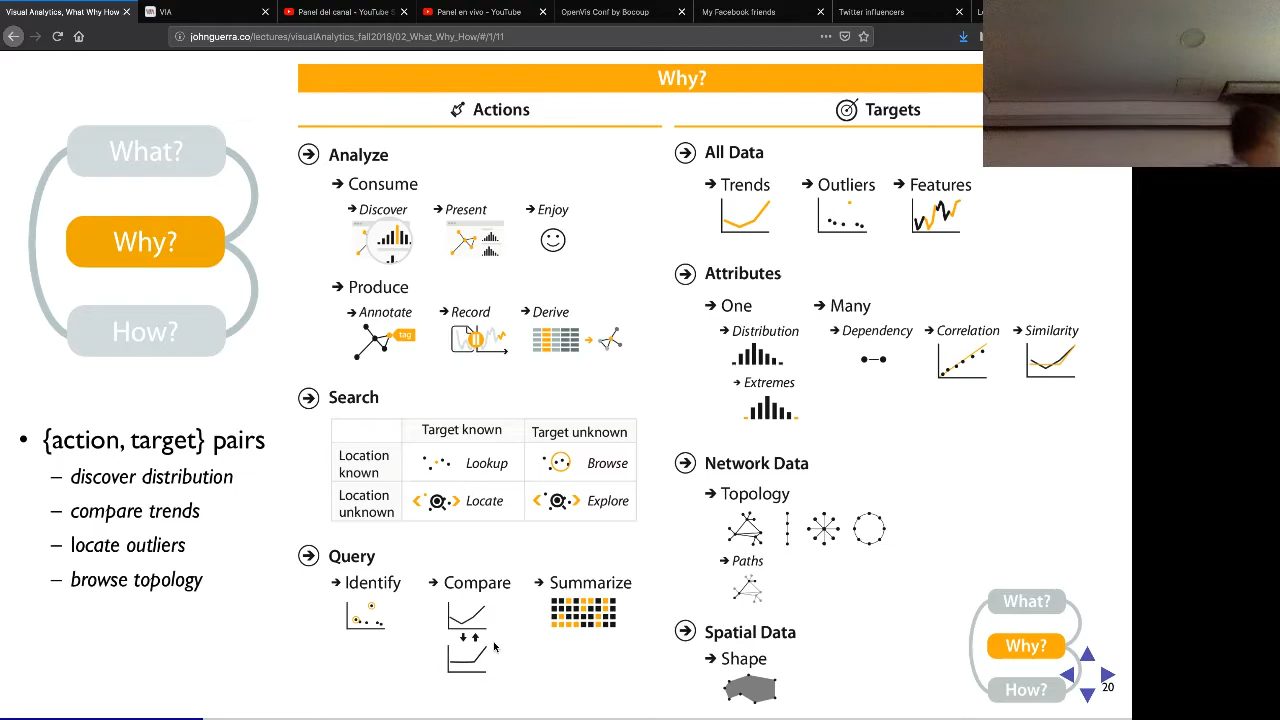 Visual Analytics, What Why How
VIA
Panel del canal - YouTube S
Panel en vivo - YouTube
OpenVis Conf by Bocoup
My Facebook friends
Twitter influencers
johnguerra.co/lectures/visualAnalytics_fall2018/02_What_Why_How/#/1/11
Why?
What?
Why?
How?
{action, target} pairs
– discover distribution
– compare trends
– locate outliers
– browse topology
Actions
Analyze
Consume
Discover
Present
Enjoy
Produce
Annotate
Record
Derive
tag
Search
Target known
Target unknown
Location known
Lookup
Browse
Location unknown
Locate
Explore
Query
Identify
Compare
Summarize
Targets
All Data
Trends
Outliers
Features
Attributes
One
Many
Distribution
Dependency
Correlation
Similarity
Extremes
Network Data
Topology
Paths
Spatial Data
Shape
What?
Why?
How?
20